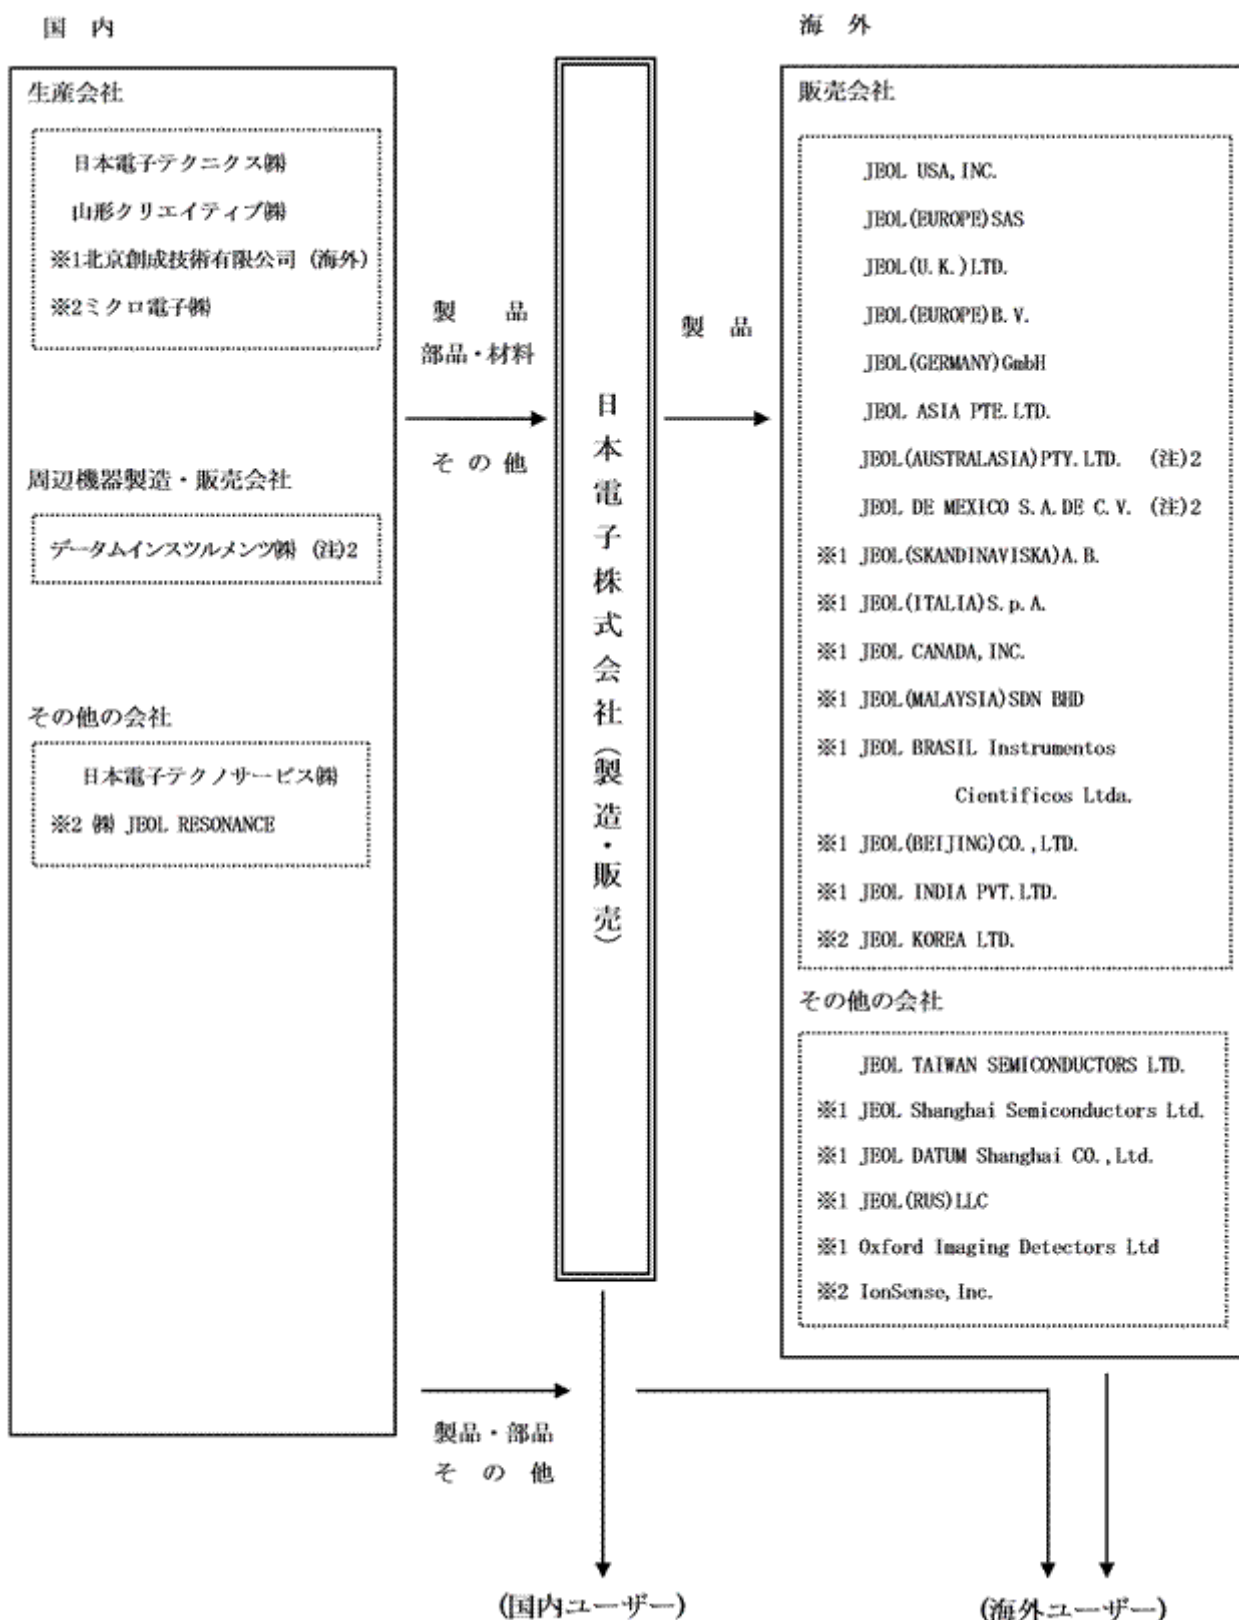 国 内
生産会社
日本電子テクニクス㈱
山形クリエイティブ㈱
※1北京創成技術有限公司 (海外)
※2ミクロ電子㈱
周辺機器製造・販売会社
データムインスツルメンツ㈱ (注)2
その他の会社
日本電子テクノサービス㈱
※2 ㈱ JEOL RESONANCE
製 品
部品・材料
そ の 他
日本電子株式会社(製造・販売)
製 品
海 外
販売会社
JEOL USA,INC.
JEOL(EUROPE)SAS
JEOL(U.K.)LTD.
JEOL(EUROPE)B.V.
JEOL(GERMANY)GmbH
JEOL ASIA PTE.LTD.
JEOL(AUSTRALASIA)PTY.LTD. (注)2
JEOL DE MEXICO S.A.DE C.V. (注)2
※1 JEOL(SKANDINAVISKA)A.B.
※1 JEOL(ITALIA)S.p.A.
※1 JEOL CANADA,INC.
※1 JEOL(MALAYSIA)SDN BHD
※1 JEOL BRASIL Instrumentos
Cientificos Ltda.
※1 JEOL(BEIJING)CO.,LTD.
※1 JEOL INDIA PVT.LTD.
※2 JEOL KOREA LTD.
その他の会社
JEOL TAIWAN SEMICONDUCTORS LTD.
※1 JEOL Shanghai Semiconductors Ltd.
※1 JEOL DATUM Shanghai CO.,Ltd.
※1 JEOL(RUS)LLC
※1 Oxford Imaging Detectors Ltd
※2 IonSense,Inc.
製品・部品
そ の 他
(国内ユーザー)
(海外ユーザー)